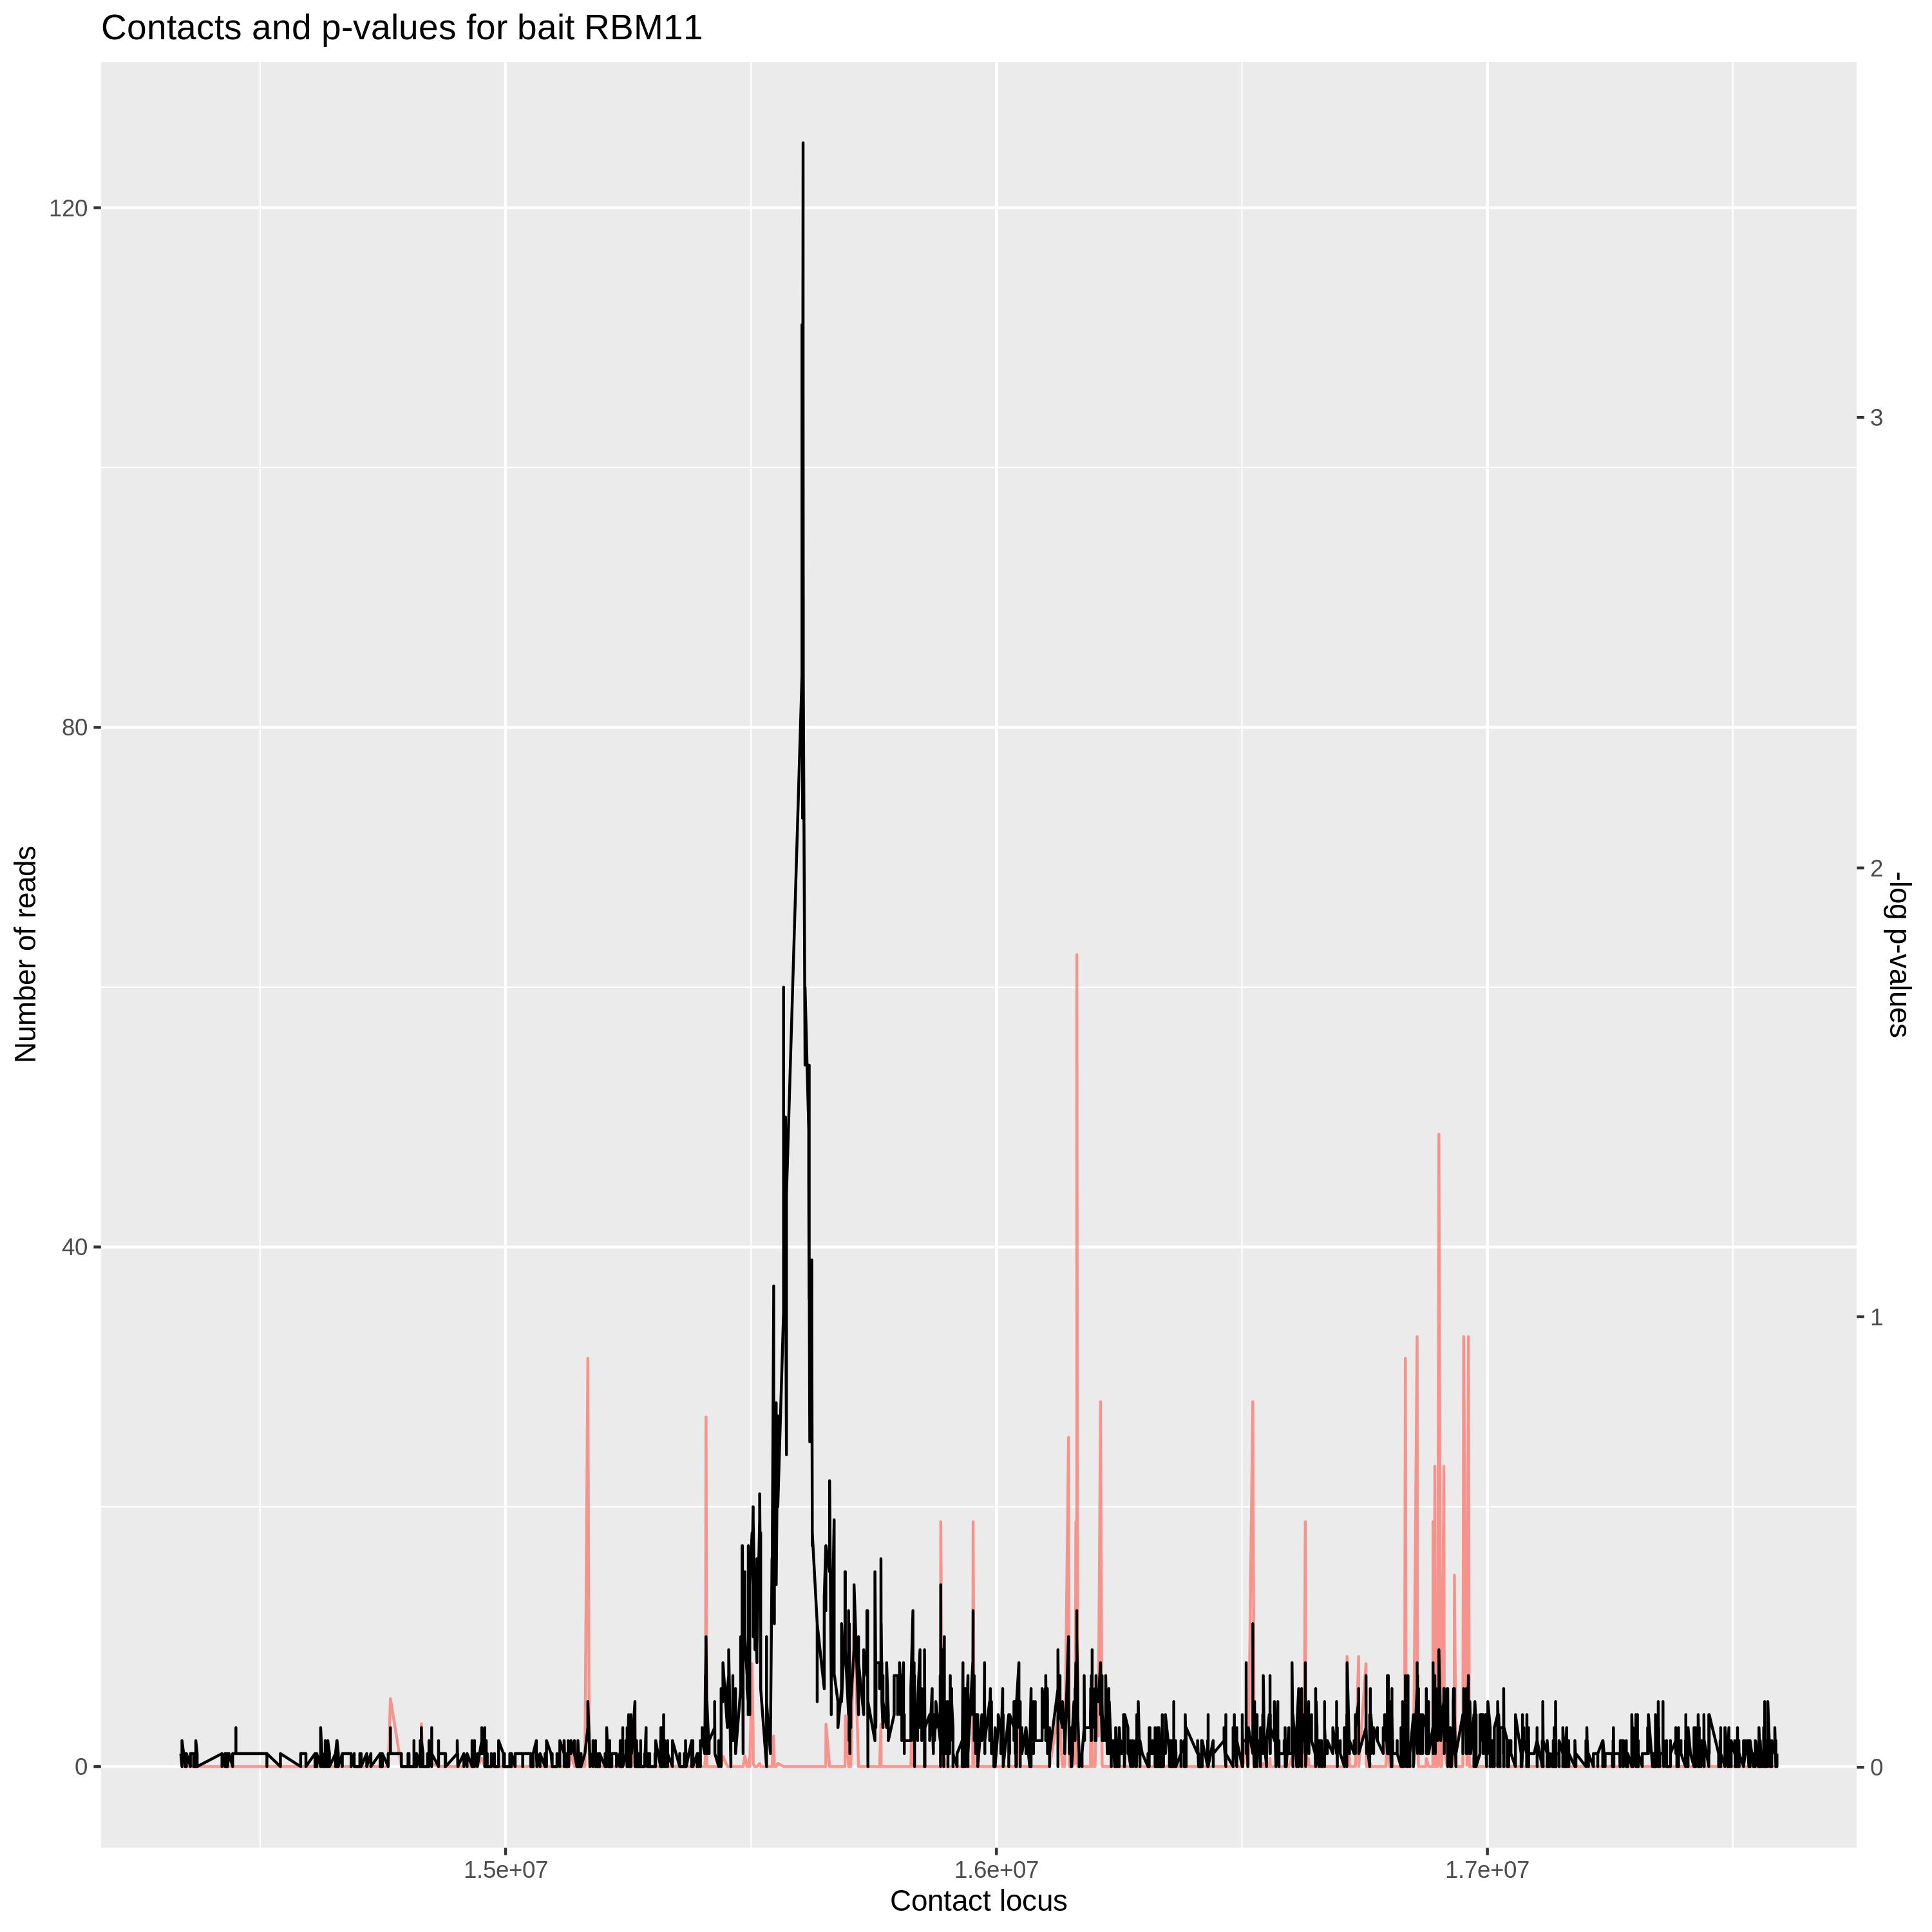 Contacts and p-values for bait RBM11
120
80
40
0
Number of reads
3
2
1
0
-log p-values
1.5e+07 1.6e+07 1.7e+07
Contact locus